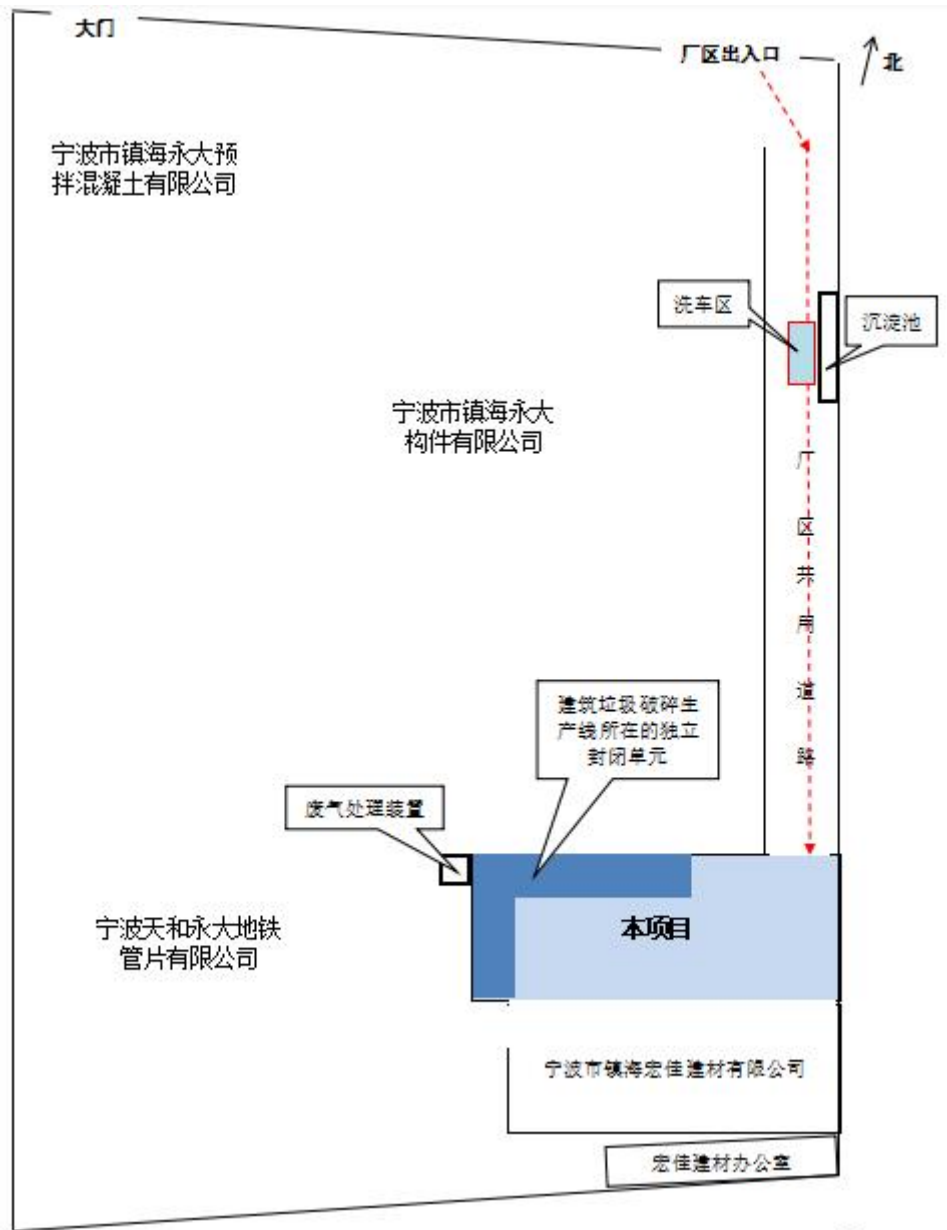 大门
厂区出入口
北
宁波市镇海永大预
拌混凝土有限公司
洗车区
沉淀池
宁波市镇海永大
构件有限公司
厂
区
共
用
道
路
建筑垃圾破碎生
产线所在的独立
封闭单元
废气处理装置
宁波天和永大地铁
管片有限公司
本项目
宁波市镇海宏佳建材有限公司
宏佳建材办公室